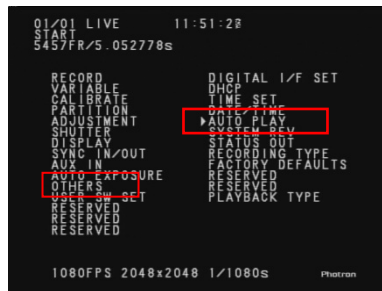 01/01 LIVE 11:51:28
START
5457FR/5.052778s
RECORD
VARIABLE
CALIBRATE
PARTITION
ADJUSTMENT
SHUTTER
DISPLAY
SYNC IN/OUT
AUX IN
AUTO EXPOSURE
OTHERS
USER SW SET
RESERVED
RESERVED
RESERVED
DIGITAL I/F SET
DHCP
TIME SET
DATE/TIME
▶AUTO PLAY
SYSTEM REV
STATUS OUT
RECORDING TYPE
FACTORY DEFAULTS
RESERVED
RESERVED
PLAYBACK TYPE
1080FPS 2048x2048 1/1080s Photron